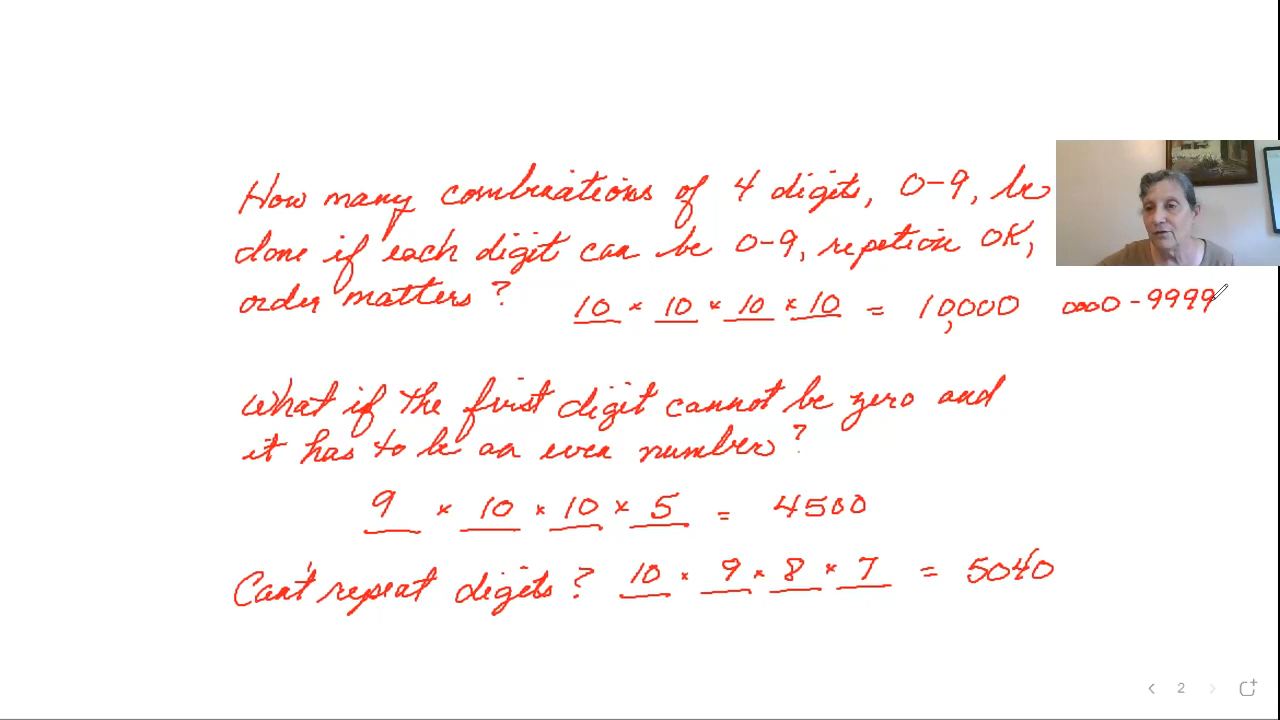 How many combinations of 4 digits, 0-9, be
done if each digit can be 0-9, repetion OK,
order matters? 10 × 10 × 10 × 10 = 10,000 0000 - 9999
What if the first digit cannot be zero and
it has to be an even number?
9 × 10 × 10 × 5 = 4500
Can't repeat digits? 10 × 9 × 8 × 7 = 5040
2